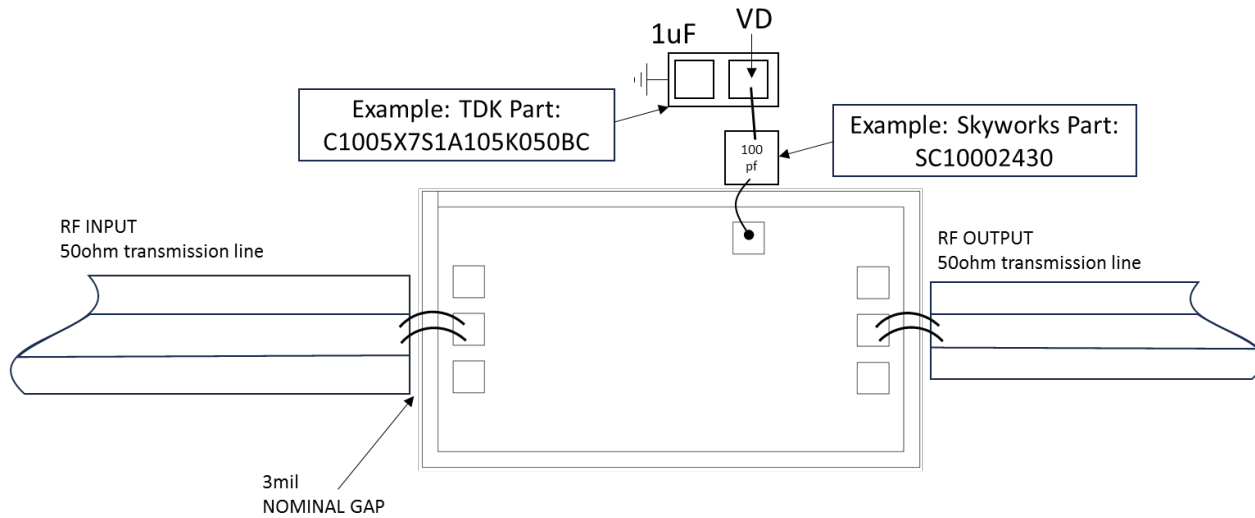 1uF
VD
Example: TDK Part:
C1005X7S1A105K050BC
100
pf
Example: Skyworks Part:
SC10002430
RF INPUT
50ohm transmission line
RF OUTPUT
50ohm transmission line
3mil
NOMINAL GAP